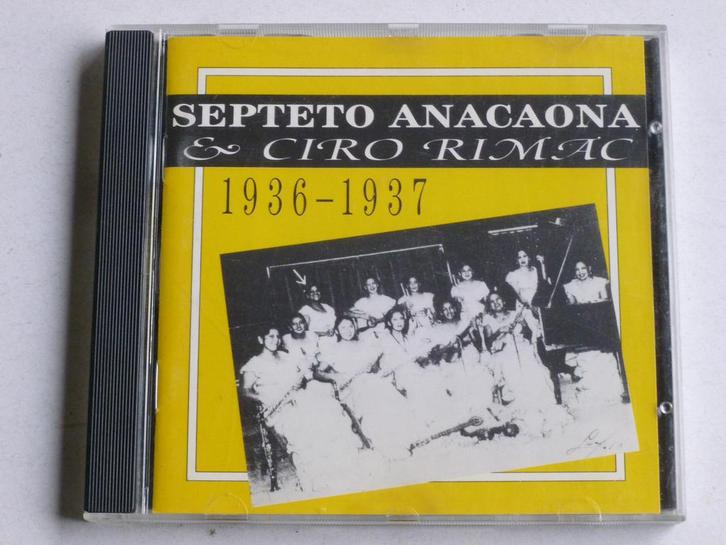 SEPTETO ANACAONA
& CIRO RIMAC
1936-1937